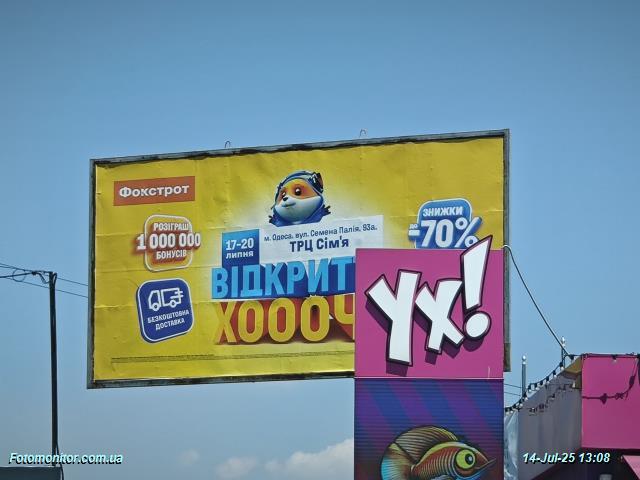 Фокстрот
РОЗІГРАШ
1 000 000
БОНУСІВ
БЕЗКОШТОВНА
ДОСТАВКА
17-20
ЛИПНЯ
м. Одеса, вул. Семена Палія, 93а,
ТРЦ Сім'я
ВІДКРИТ
ХОООЧ
ЗНИЖКИ
до
-70%
Ух!
Fotomonitor.com.ua
14-Jul-25 13:08